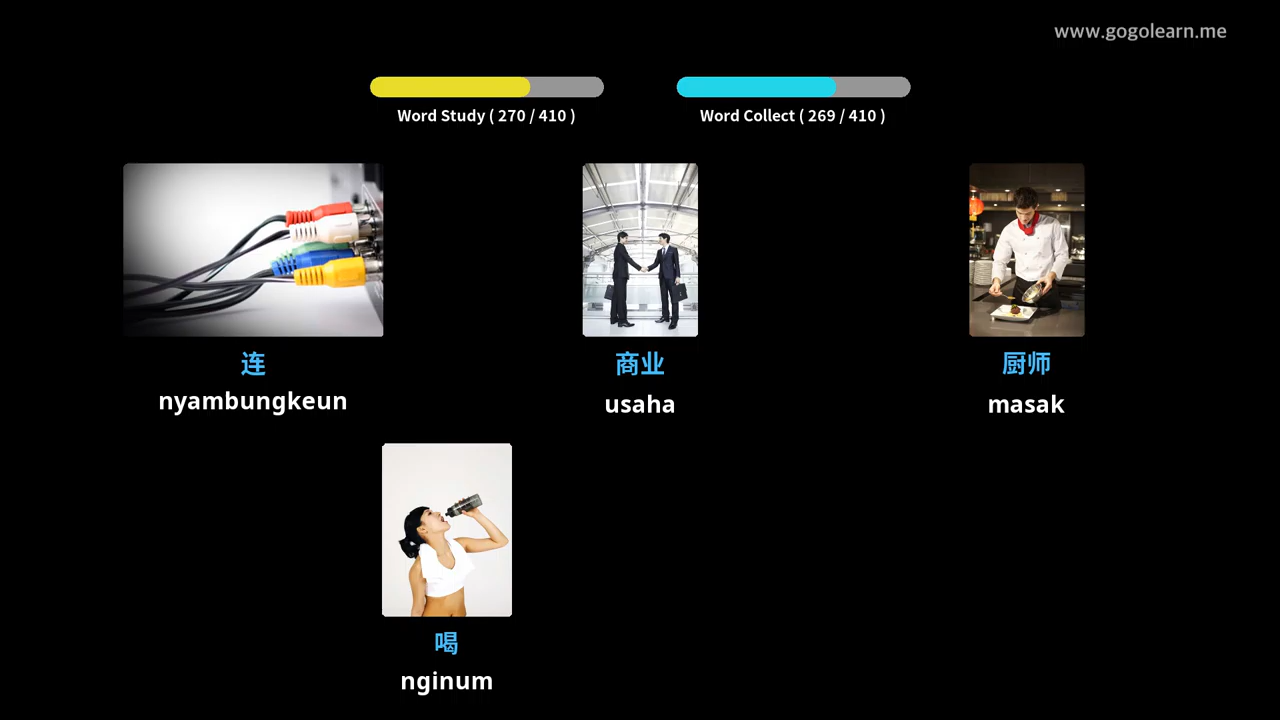 www.gogolearn.me
Word Study ( 270 / 410 )
Word Collect ( 269 / 410 )
连
nyambungkeun
商业
usaha
厨师
masak
喝
nginum